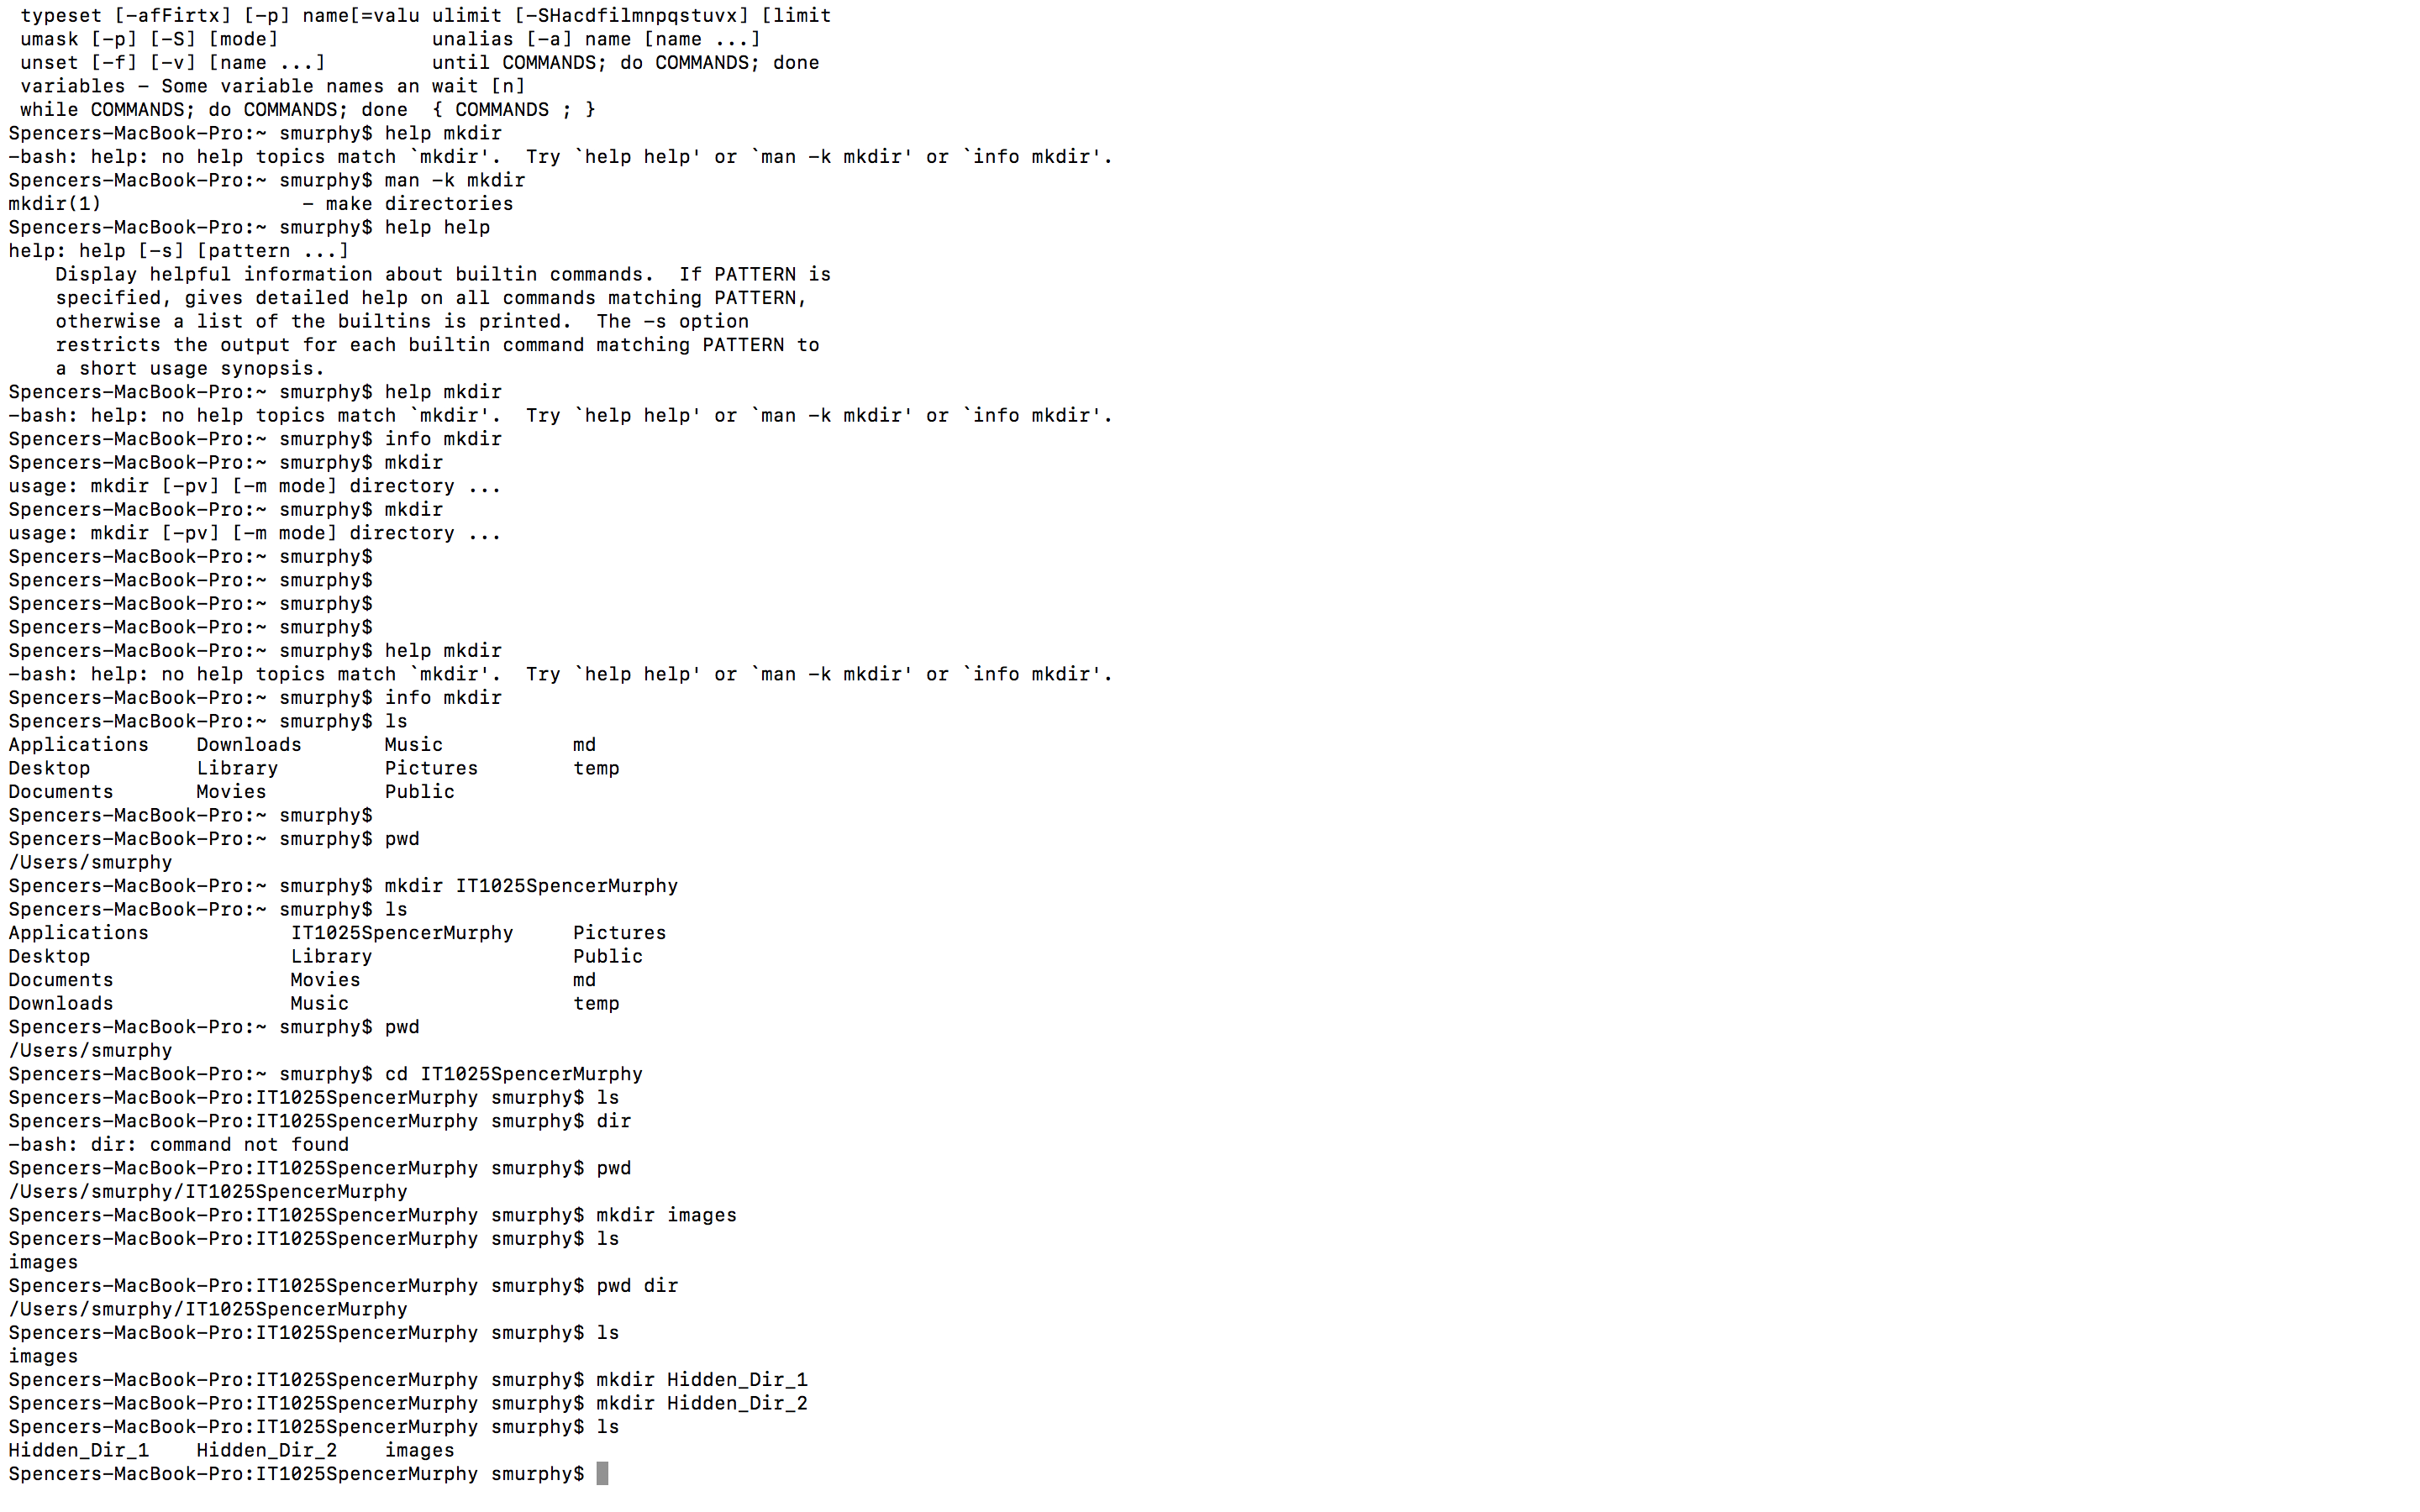 typeset [-afFirtx] [-p] name[=valu ulimit [-SHacdfilmnpqstuvx] [limit
 umask [-p] [-S] [mode]             unalias [-a] name [name ...]
 unset [-f] [-v] [name ...]         until COMMANDS; do COMMANDS; done
 variables - Some variable names an wait [n]
 while COMMANDS; do COMMANDS; done  { COMMANDS ; }
Spencers-MacBook-Pro:~ smurphy$ help mkdir
-bash: help: no help topics match `mkdir'.  Try `help help' or `man -k mkdir' or `info mkdir'.
Spencers-MacBook-Pro:~ smurphy$ man -k mkdir
mkdir(1)                 - make directories
Spencers-MacBook-Pro:~ smurphy$ help help
help: help [-s] [pattern ...]
    Display helpful information about builtin commands.  If PATTERN is
    specified, gives detailed help on all commands matching PATTERN,
    otherwise a list of the builtins is printed.  The -s option
    restricts the output for each builtin command matching PATTERN to
    a short usage synopsis.
Spencers-MacBook-Pro:~ smurphy$ help mkdir
-bash: help: no help topics match `mkdir'.  Try `help help' or `man -k mkdir' or `info mkdir'.
Spencers-MacBook-Pro:~ smurphy$ info mkdir
Spencers-MacBook-Pro:~ smurphy$ mkdir
usage: mkdir [-pv] [-m mode] directory ...
Spencers-MacBook-Pro:~ smurphy$ mkdir
usage: mkdir [-pv] [-m mode] directory ...
Spencers-MacBook-Pro:~ smurphy$
Spencers-MacBook-Pro:~ smurphy$
Spencers-MacBook-Pro:~ smurphy$
Spencers-MacBook-Pro:~ smurphy$
Spencers-MacBook-Pro:~ smurphy$ help mkdir
-bash: help: no help topics match `mkdir'.  Try `help help' or `man -k mkdir' or `info mkdir'.
Spencers-MacBook-Pro:~ smurphy$ info mkdir
Spencers-MacBook-Pro:~ smurphy$ ls
Applications    Downloads       Music           md
Desktop         Library         Pictures        temp
Documents       Movies          Public
Spencers-MacBook-Pro:~ smurphy$
Spencers-MacBook-Pro:~ smurphy$ pwd
/Users/smurphy
Spencers-MacBook-Pro:~ smurphy$ mkdir IT1025SpencerMurphy
Spencers-MacBook-Pro:~ smurphy$ ls
Applications            IT1025SpencerMurphy     Pictures
Desktop                 Library                 Public
Documents               Movies                  md
Downloads               Music                   temp
Spencers-MacBook-Pro:~ smurphy$ pwd
/Users/smurphy
Spencers-MacBook-Pro:~ smurphy$ cd IT1025SpencerMurphy
Spencers-MacBook-Pro:IT1025SpencerMurphy smurphy$ ls
Spencers-MacBook-Pro:IT1025SpencerMurphy smurphy$ dir
-bash: dir: command not found
Spencers-MacBook-Pro:IT1025SpencerMurphy smurphy$ pwd
/Users/smurphy/IT1025SpencerMurphy
Spencers-MacBook-Pro:IT1025SpencerMurphy smurphy$ mkdir images
Spencers-MacBook-Pro:IT1025SpencerMurphy smurphy$ ls
images
Spencers-MacBook-Pro:IT1025SpencerMurphy smurphy$ pwd dir
/Users/smurphy/IT1025SpencerMurphy
Spencers-MacBook-Pro:IT1025SpencerMurphy smurphy$ ls
images
Spencers-MacBook-Pro:IT1025SpencerMurphy smurphy$ mkdir Hidden_Dir_1
Spencers-MacBook-Pro:IT1025SpencerMurphy smurphy$ mkdir Hidden_Dir_2
Spencers-MacBook-Pro:IT1025SpencerMurphy smurphy$ ls
Hidden_Dir_1    Hidden_Dir_2    images
Spencers-MacBook-Pro:IT1025SpencerMurphy smurphy$